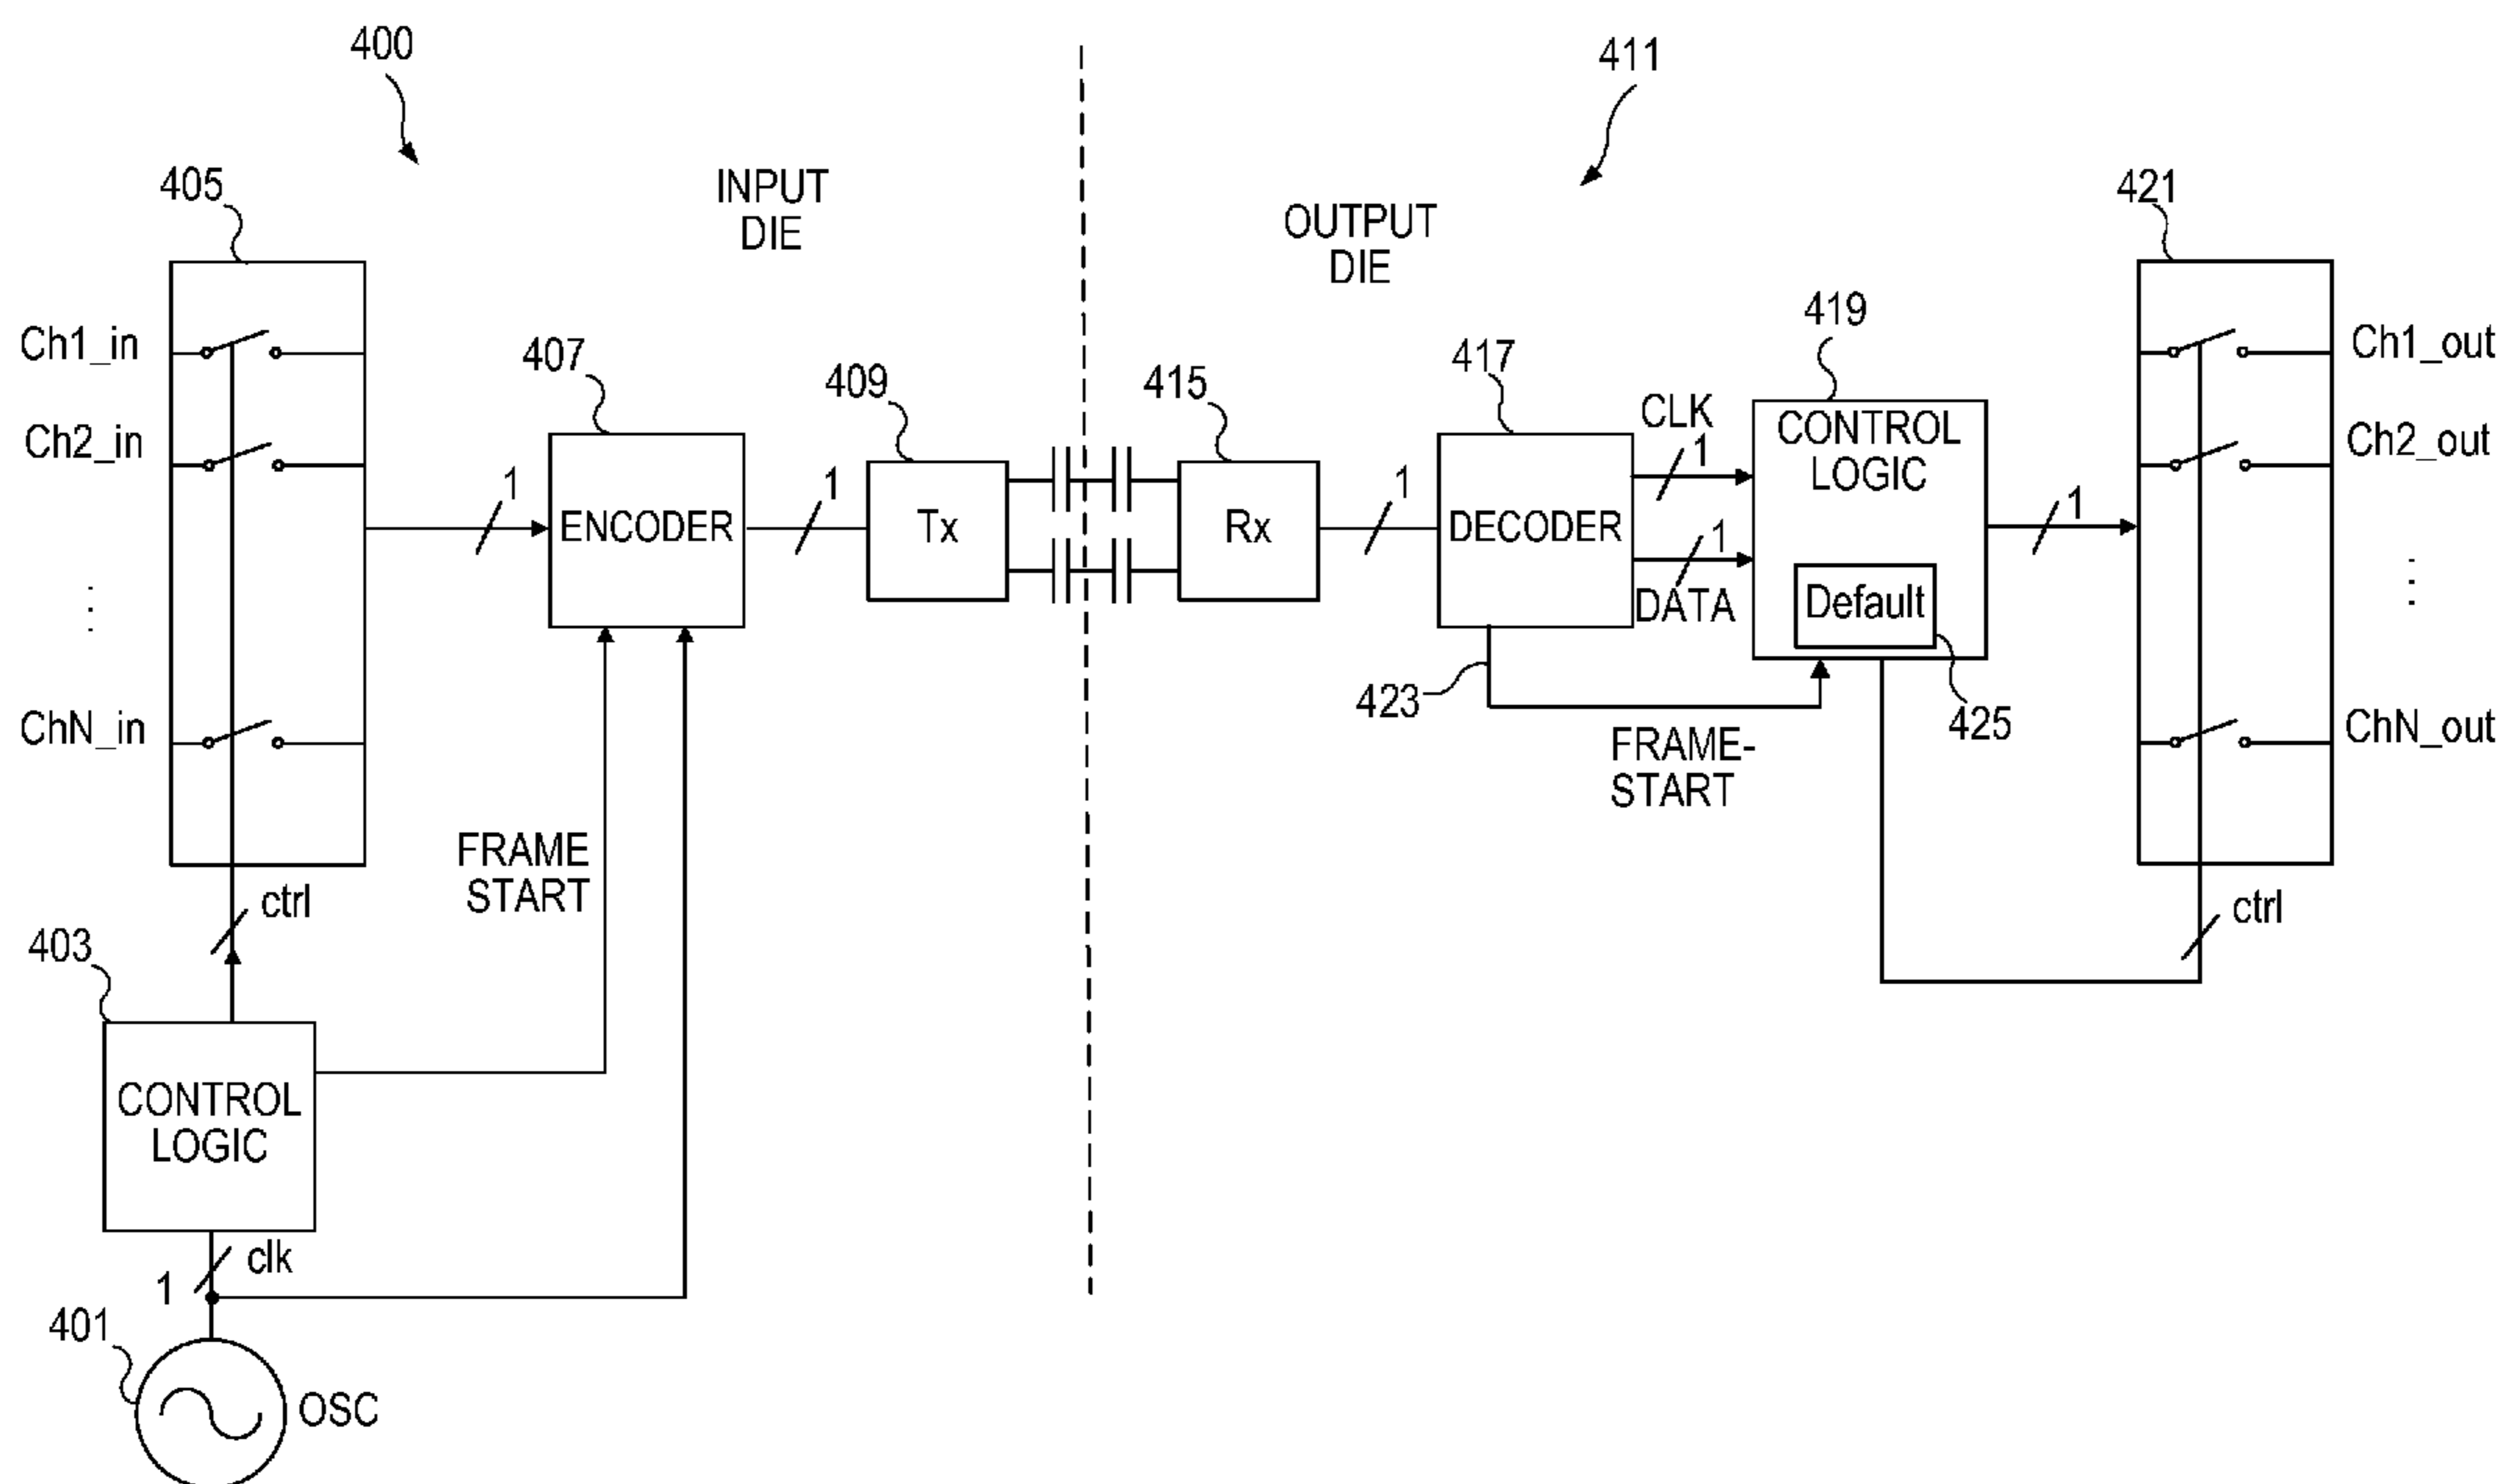 400
411
405
INPUT
DIE
421
OUTPUT
DIE
419
Ch1_in
407
409
415
417
Ch1_out
CLK
1
CONTROL
LOGIC
Ch2_in
Ch2_out
1
ENCODER
1
Tx
Rx
1
DECODER
1
DATA
Default
1
423
425
ChN_in
FRAME-
START
ChN_out
FRAME
START
ctrl
ctrl
403
CONTROL
LOGIC
clk
1
401
OSC